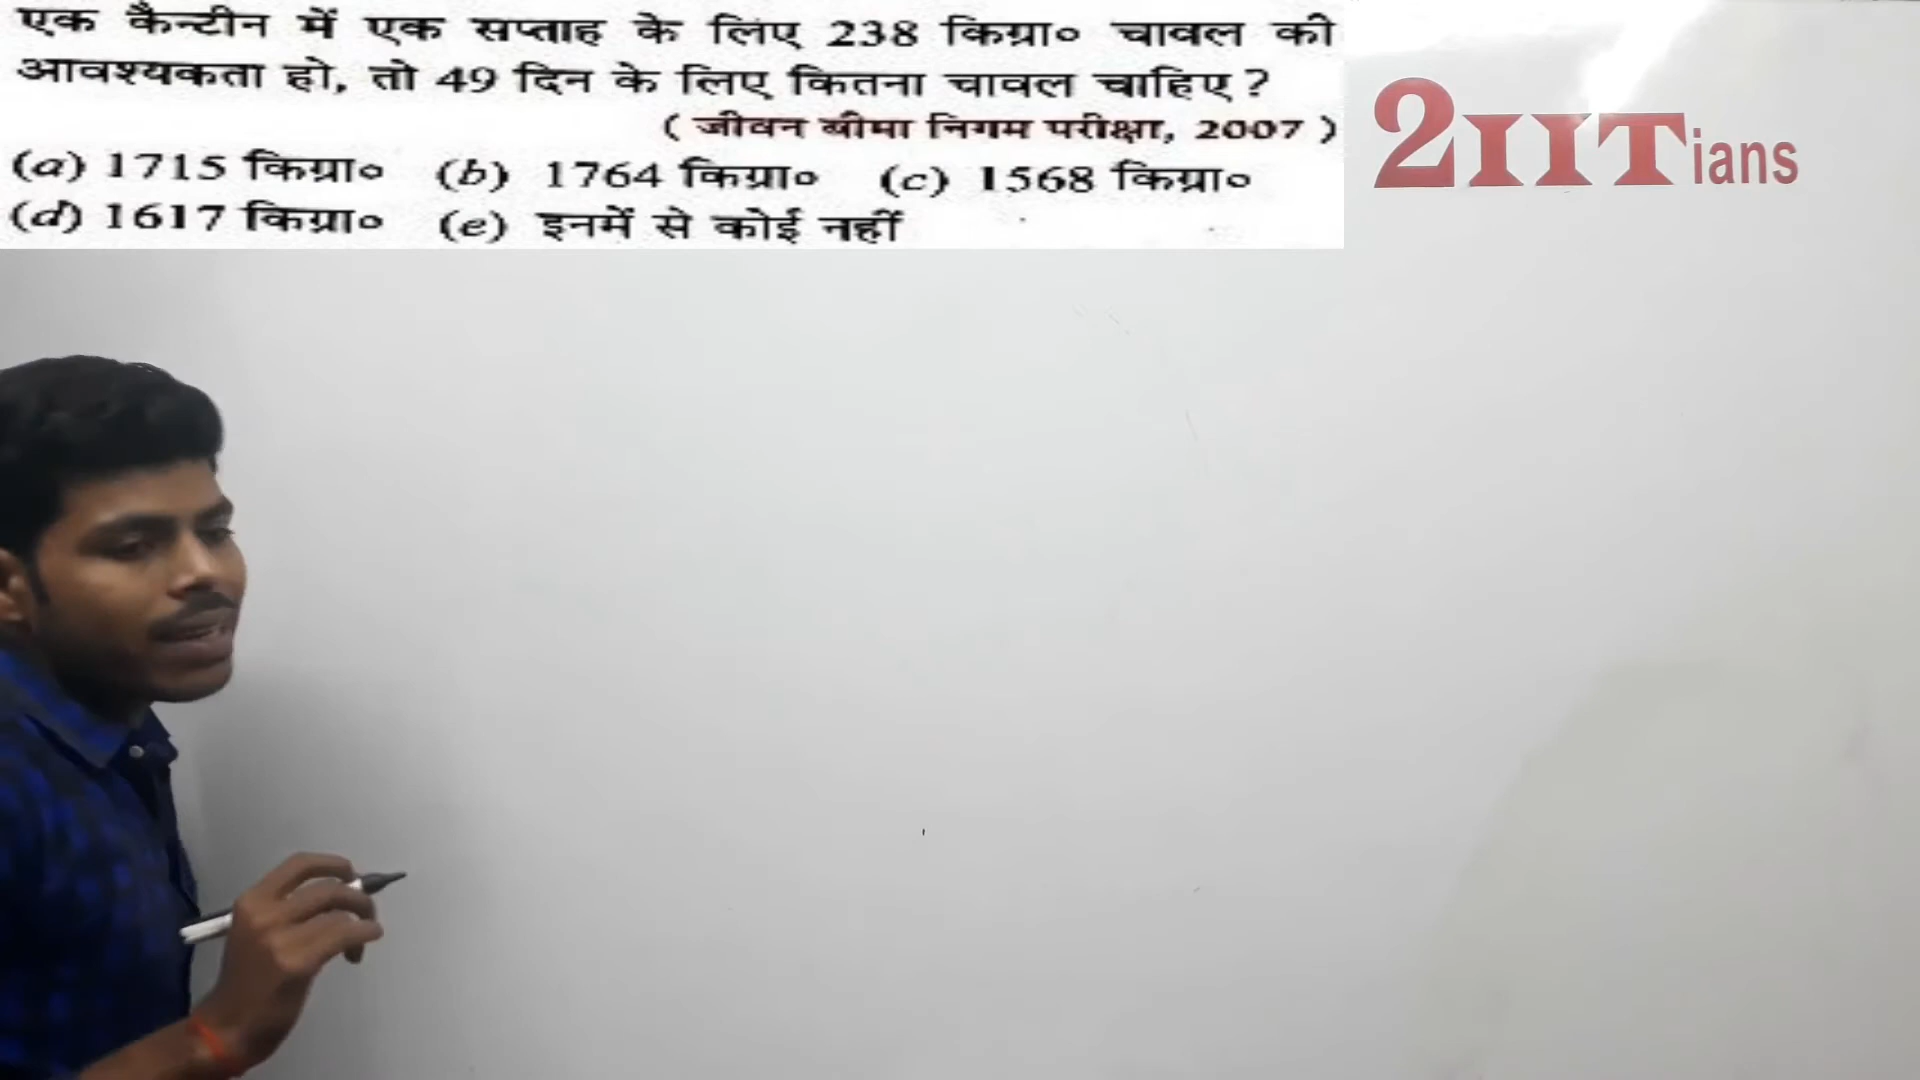 एक कैन्टीन में एक सप्ताह के लिए 238 किग्रा० चावल की
आवश्यकता हो, तो 49 दिन के लिए कितना चावल चाहिए ?
( जीवन बीमा निगम परीक्षा, 2007 )
(a) 1715 किग्रा० (b) 1764 किग्रा० (c) 1568 किग्रा०
(d) 1617 किग्रा० (e) इनमें से कोई नहीं
2IITians